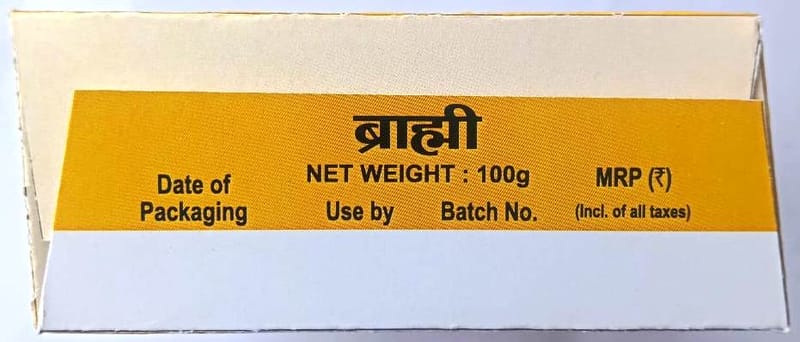 ब्राह्मी
NET WEIGHT : 100g
Date of Packaging
Use by
Batch No.
MRP (₹)
(Incl. of all taxes)